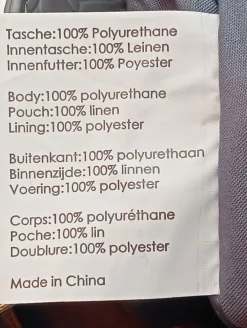 Tasche:100% Polyurethane
Innentasche:100% Leinen
Innenfutter:100% Poyester
Body:100% polyurethane
Pouch:100% linen
Lining:100% polyester
Buitenkant:100% polyurethaan
Binnenzijde:100% linnen
Voering:100% polyester
Corps:100% polyuréthane
Poche:100% lin
Doublure:100% polyester
Made in China